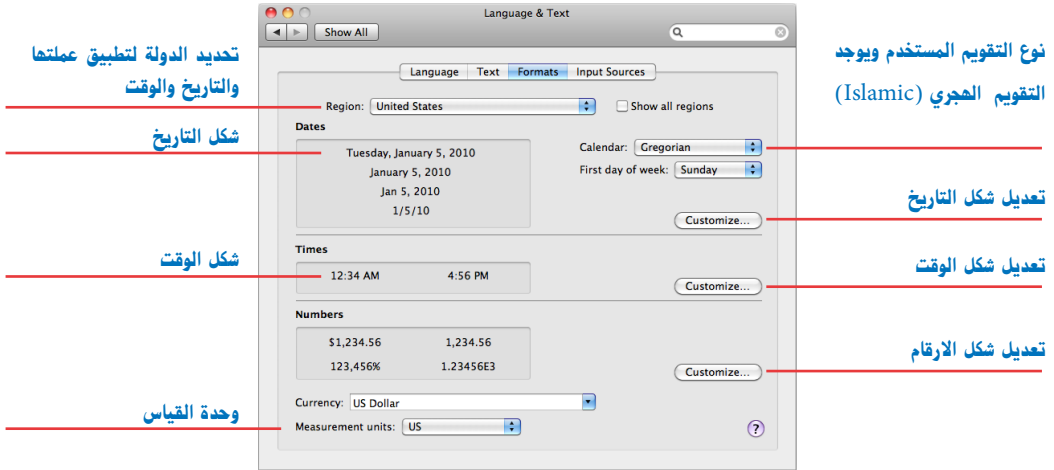 Language & Text
Show All
Language Text Formats Input Sources
Region: United States Show all regions
Dates
Tuesday, January 5, 2010
January 5, 2010
Jan 5, 2010
1/5/10
Calendar: Gregorian
First day of week: Sunday
Customize...
Times
12:34 AM 4:56 PM
Customize...
Numbers
$1,234.56 1,234.56
123,456% 1.23456E3
Customize...
Currency: US Dollar
Measurement units: US
?
نوع التقويم المستخدم ويوجد
التقويم الهجري (Islamic)
تعديل شكل التاريخ
تعديل شكل الوقت
تعديل شكل الارقام
تحديد الدولة لتطبيق عملتها
والتاريخ والوقت
شكل التاريخ
شكل الوقت
وحدة القياس